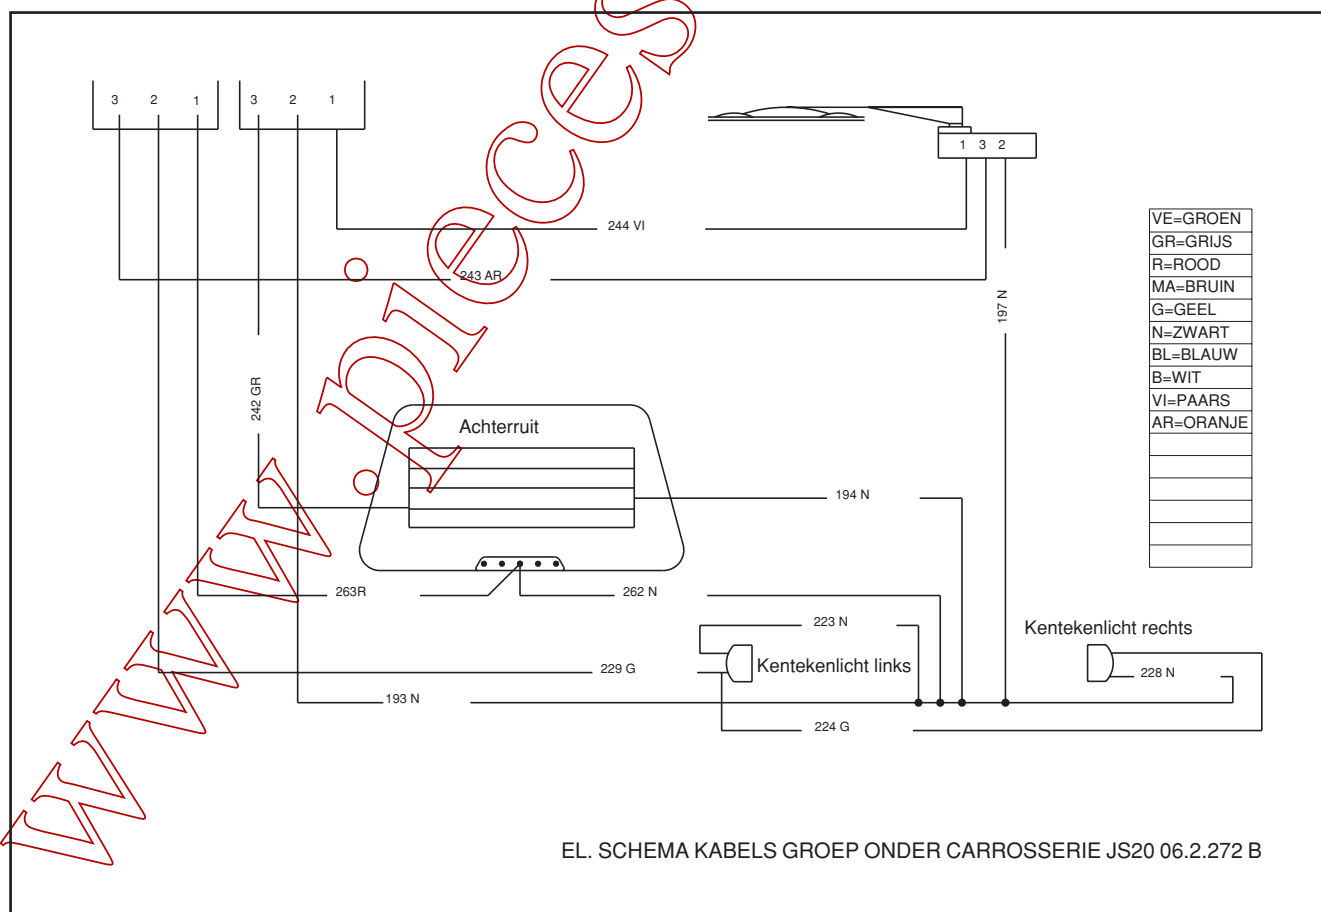 3 2 1 3 2 1
1 3 2
244 VI
243 AR
197 N
242 GR
VE=GROEN
GR=GRIJS
R=ROOD
MA=BRUIN
G=GEEL
N=ZWART
BL=BLAUW
B=WIT
VI=PAARS
AR=ORANJE
Achterruit
194 N
263R
262 N
223 N
Kentekenlicht rechts
Kentekenlicht links
229 G
228 N
193 N
224 G
EL. SCHEMA KABELS GROEP ONDER CARROSSERIE JS20 06.2.272 B
www.pieces